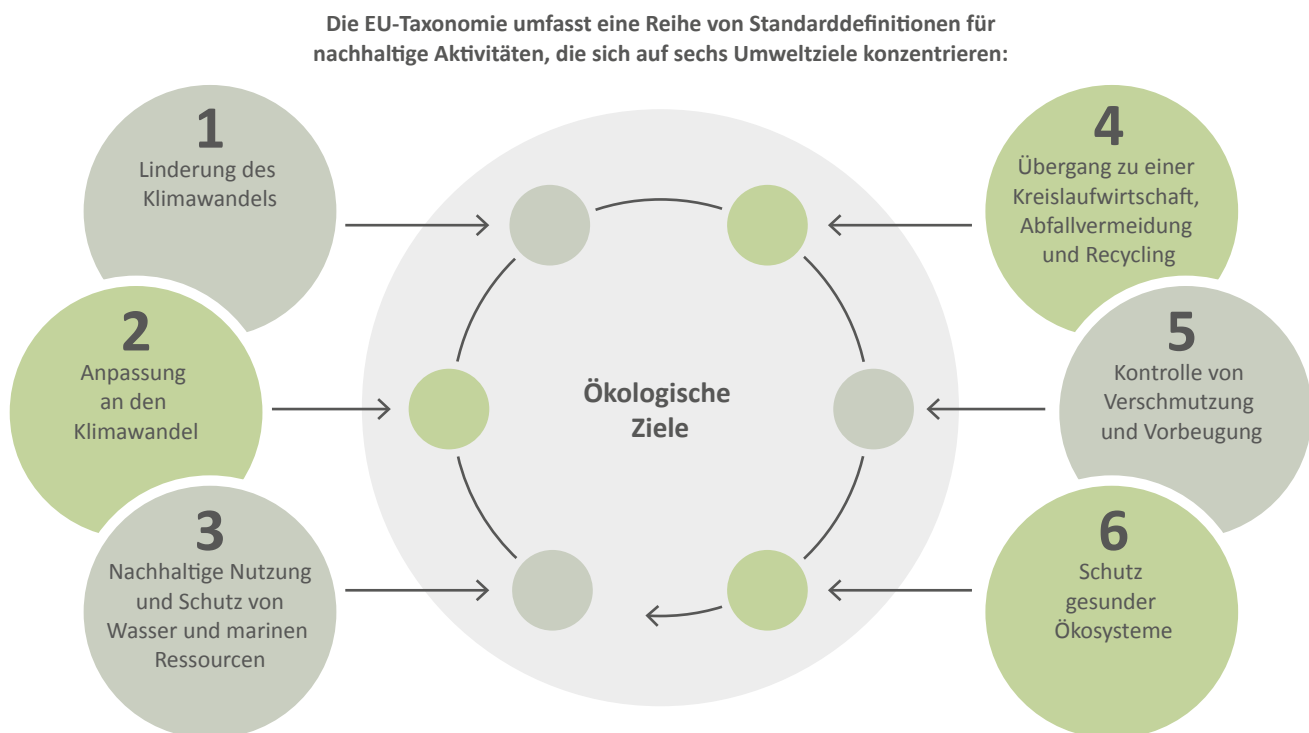 Die EU-Taxonomie umfasst eine Reihe von Standarddefinitionen für
nachhaltige Aktivitäten, die sich auf sechs Umweltziele konzentrieren:
1
Linderung des
Klimawandels
2
Anpassung
an den
Klimawandel
3
Nachhaltige Nutzung
und Schutz von
Wasser und marinen
Ressourcen
Ökologische
Ziele
4
Übergang zu einer
Kreislaufwirtschaft,
Abfallvermeidung
und Recycling
5
Kontrolle von
Verschmutzung
und Vorbeugung
6
Schutz
gesunder
Ökosysteme